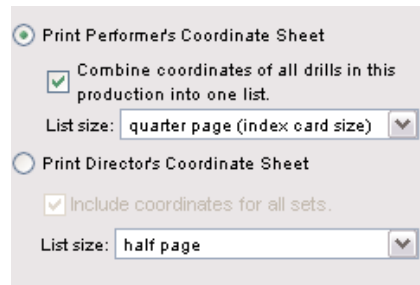 Print Performer's Coordinate Sheet
Combine coordinates of all drills in this
production into one list.
List size: quarter page (index card size)
Print Director's Coordinate Sheet
Include coordinates for all sets.
List size: half page